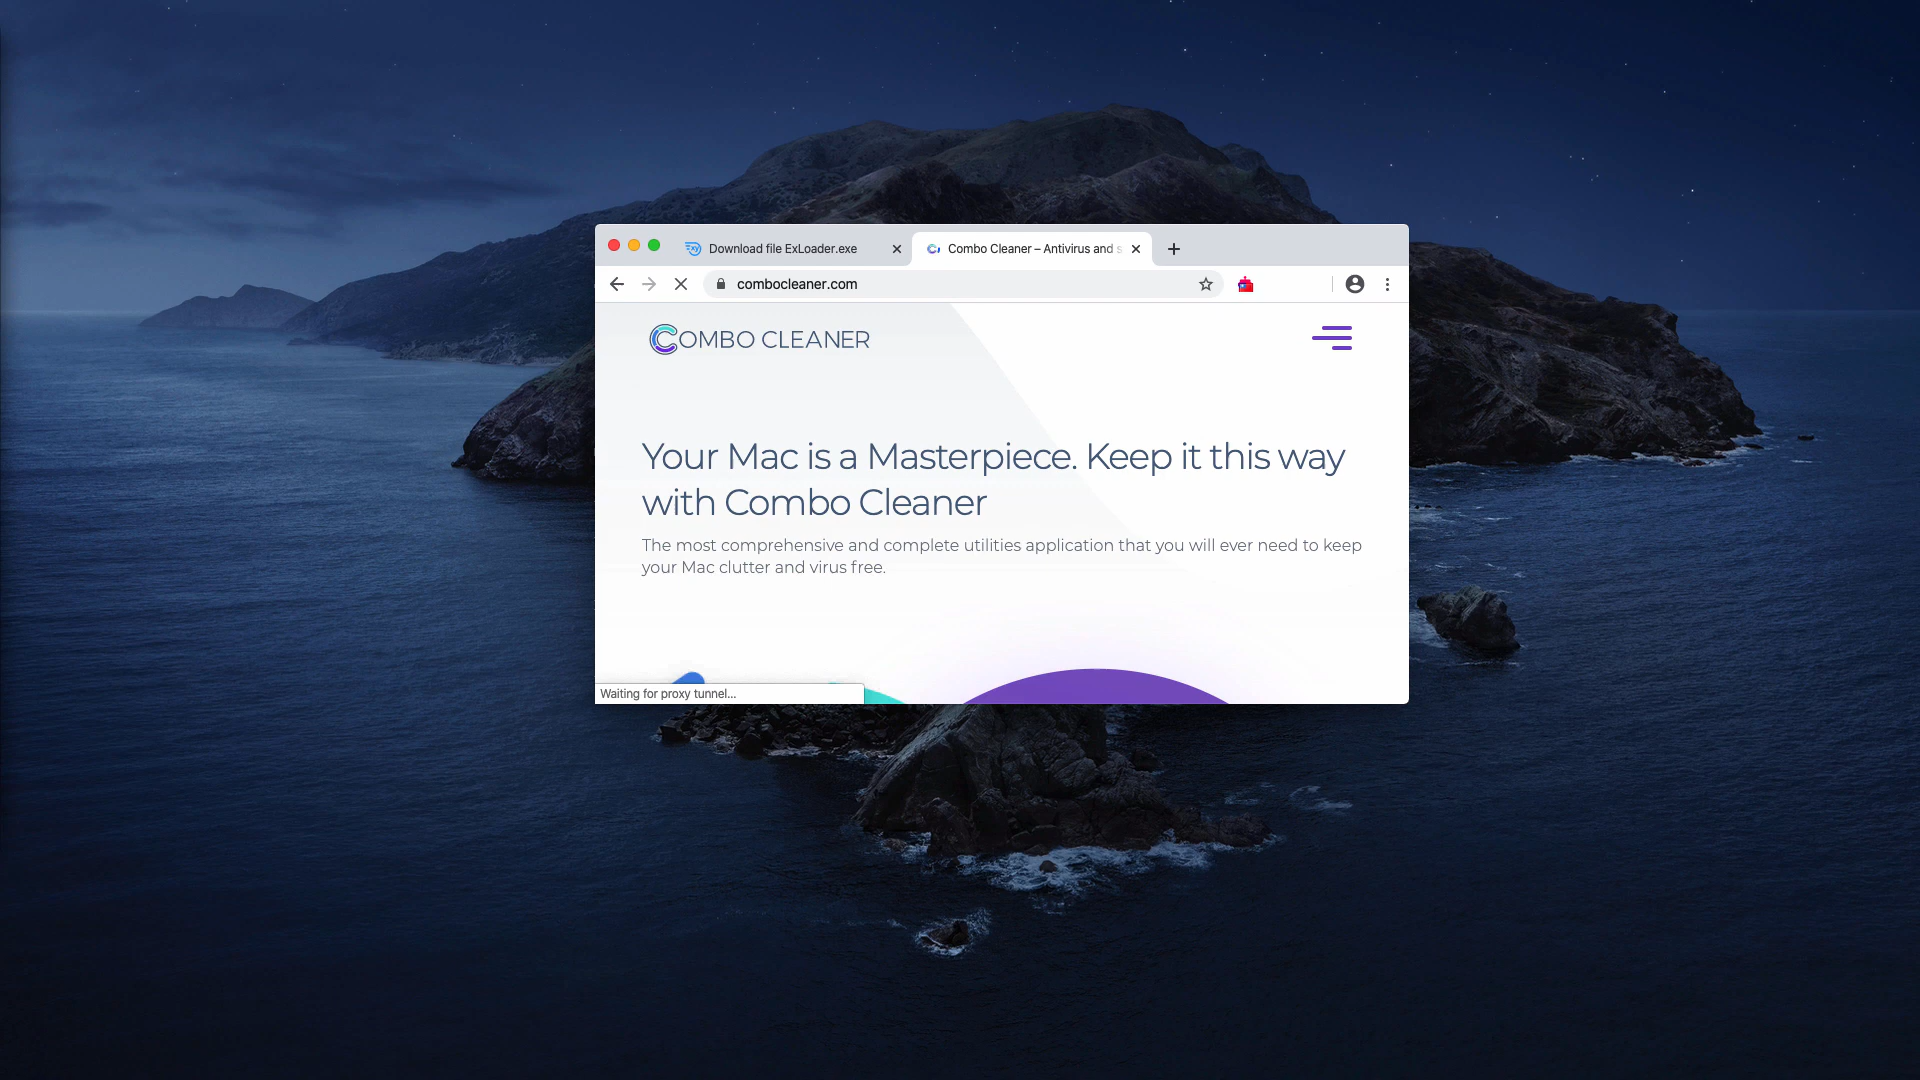 Download file ExLoader.exe
Combo Cleaner – Antivirus and s
combocleaner.com
COMBO CLEANER
Your Mac is a Masterpiece. Keep it this way
with Combo Cleaner
The most comprehensive and complete utilities application that you will ever need to keep
your Mac clutter and virus free.
Waiting for proxy tunnel...